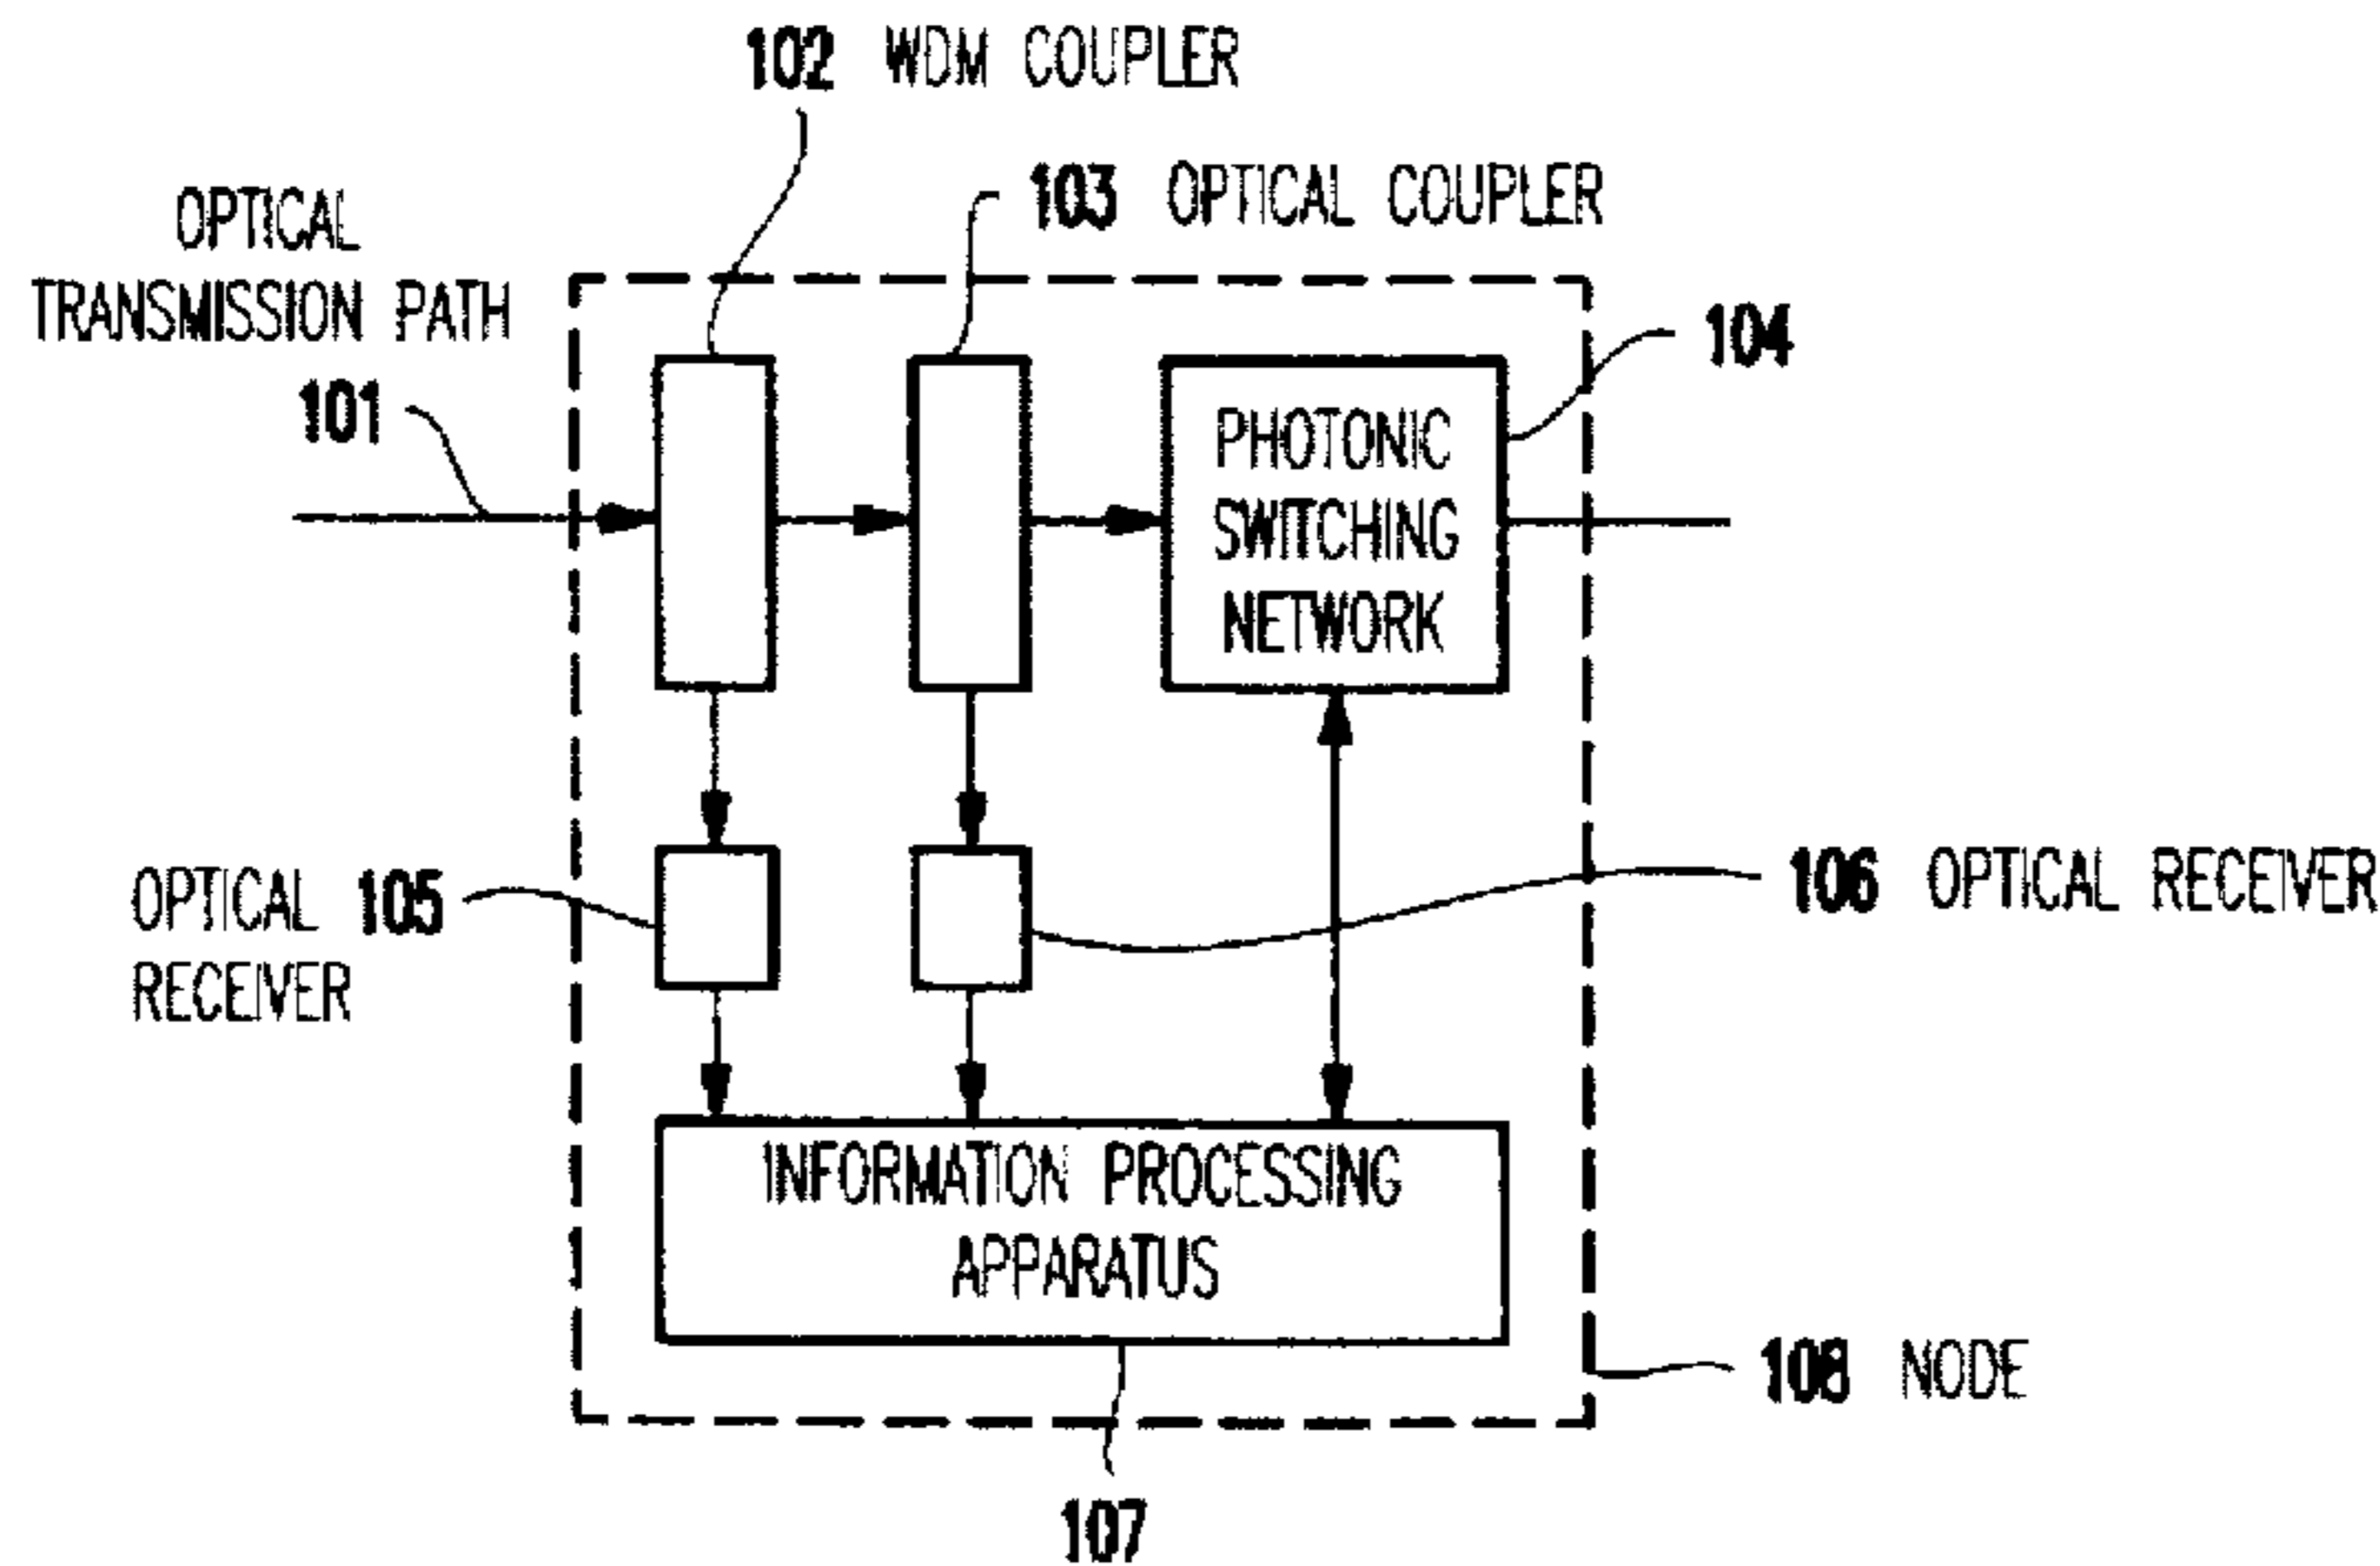 102 WDM COUPLER
103 OPTICAL COUPLER
OPTICAL
TRANSMISSION PATH
101
104
PHOTONIC
SWITCHING
NETWORK
OPTICAL 105
RECEIVER
106 OPTICAL RECEIVER
INFORMATION PROCESSING
APPARATUS
108 NODE
107